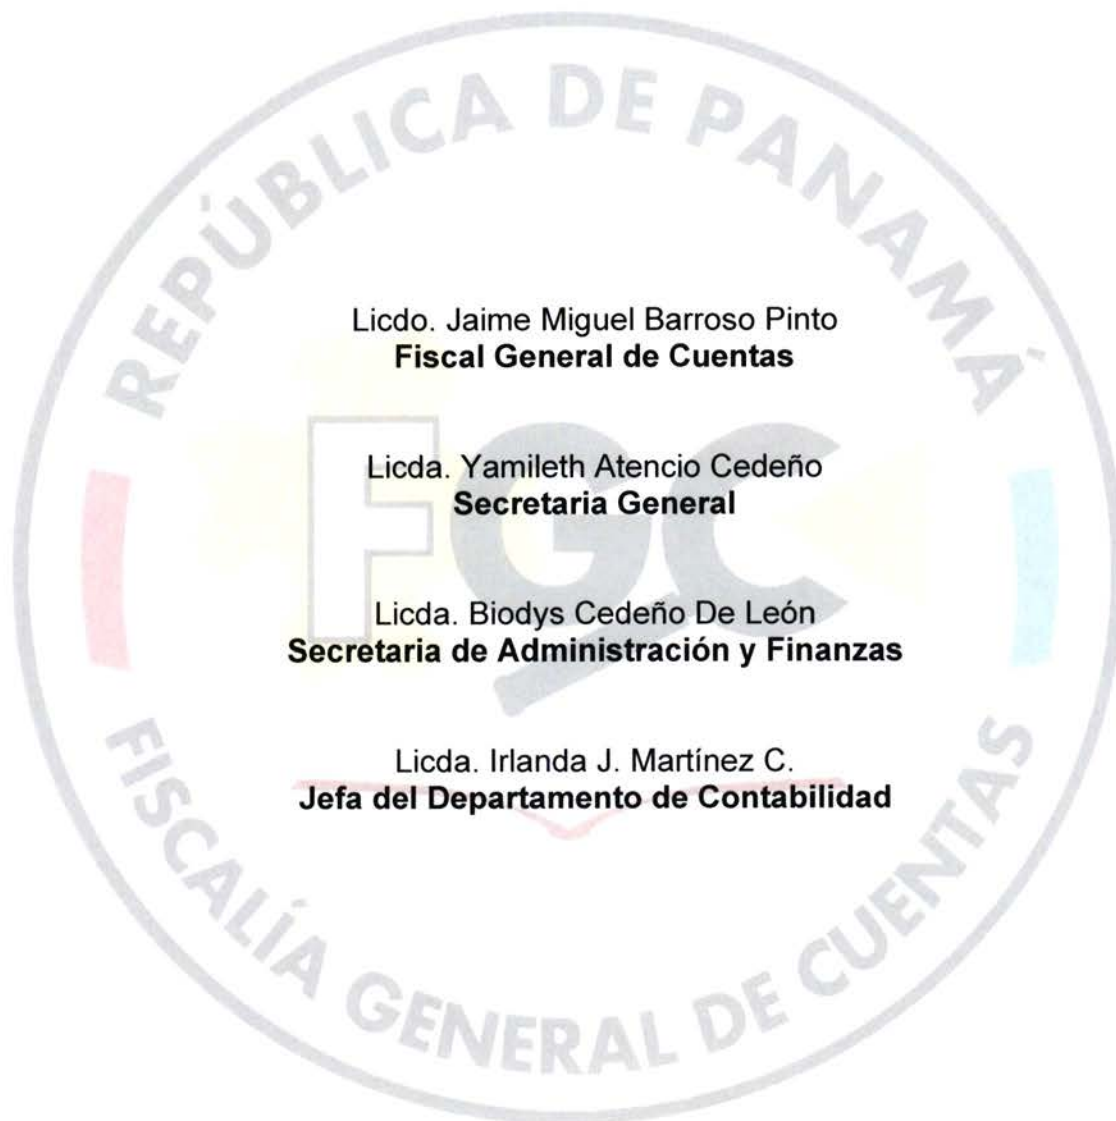 REPÚBLICA DE PANAMÁ
Licdo. Jaime Miguel Barroso Pinto
Fiscal General de Cuentas
FGC
Licda. Yamileth Atencio Cedeño
Secretaria General
Licda. Biodys Cedeño De León
Secretaria de Administración y Finanzas
Licda. Irlanda J. Martínez C.
Jefa del Departamento de Contabilidad
FISCALÍA GENERAL DE CUENTAS